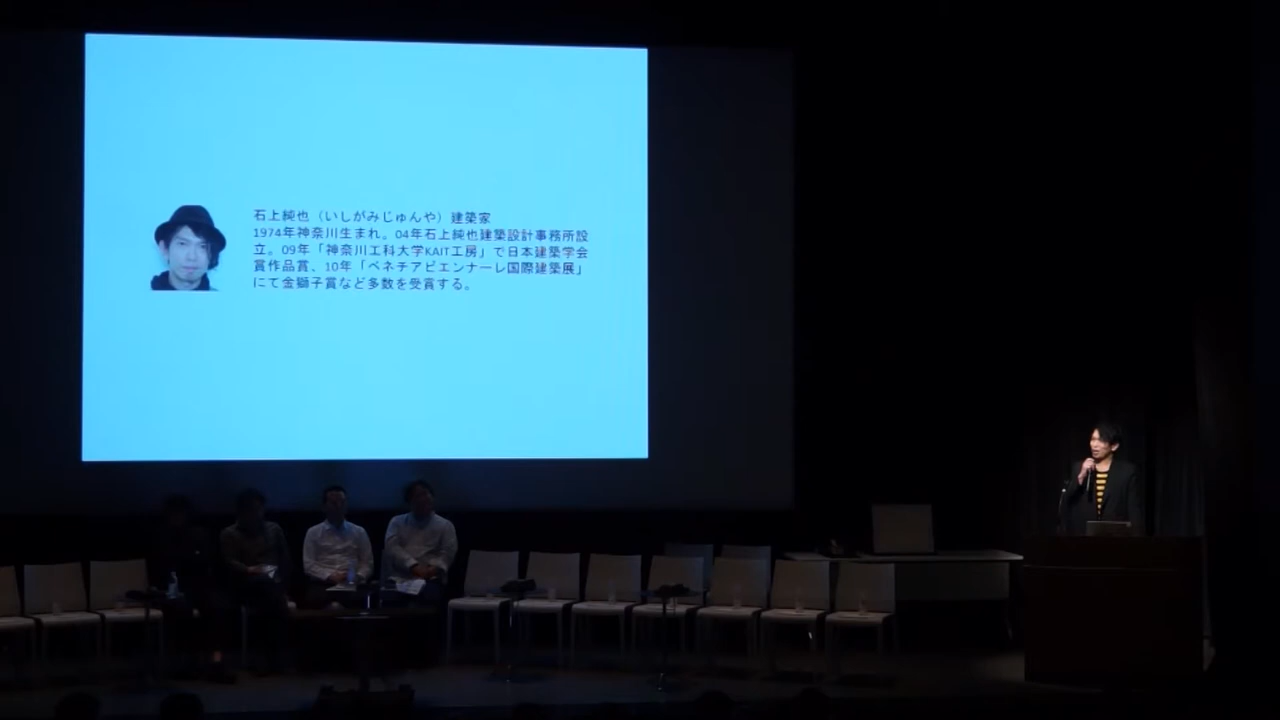 石上純也（いしがみじゅんや）建築家
1974年神奈川生まれ。04年石上純也建築設計事務所設
立。09年「神奈川工科大学KAIT工房」で日本建築学会
賞作品賞、10年「ベネチアビエンナーレ国際建築展」
にて金獅子賞など多数を受賞する。